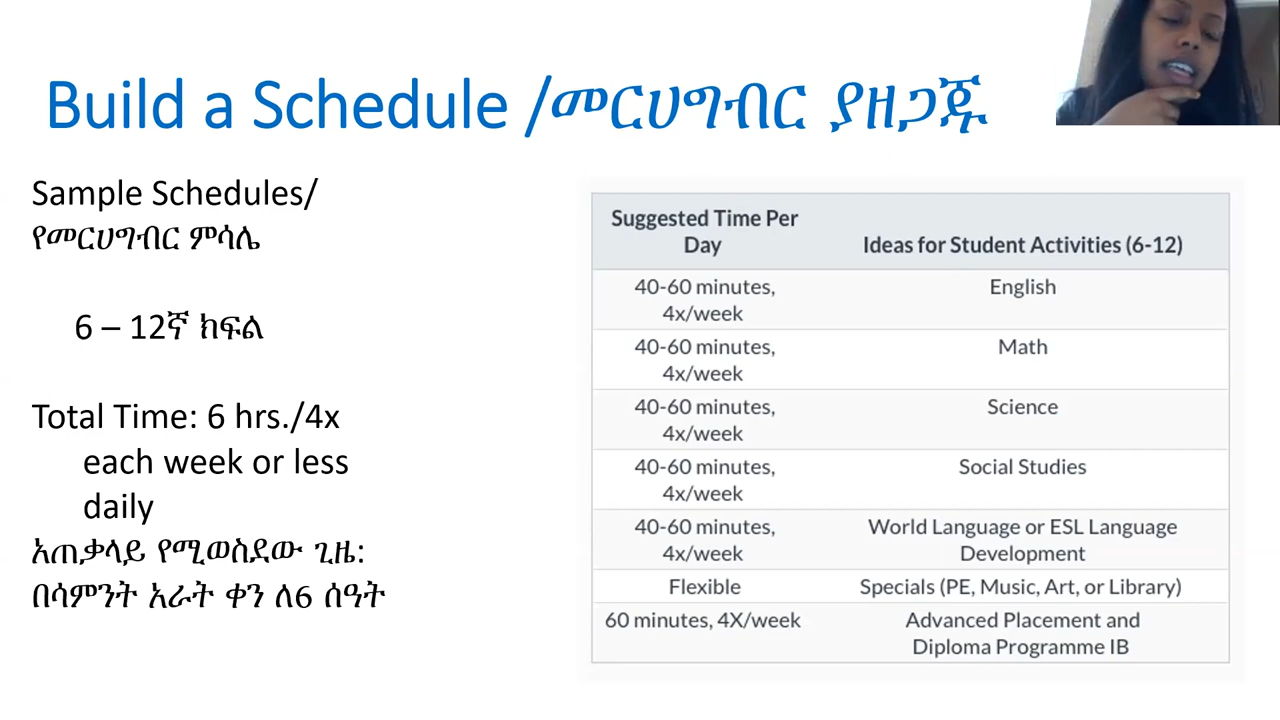 Build a Schedule /መርሀግብር ያዘጋጁ
Sample Schedules/
የመርሀግብር ምሳሌ
6 – 12ኛ ክፍል
Total Time: 6 hrs./4x
each week or less
daily
አጠቃላይ የሚወስደው ጊዜ:
በሳምንት አራት ቀን ለ6 ሰዓት
Suggested Time Per
Day
Ideas for Student Activities (6-12)
40-60 minutes,
4x/week
English
40-60 minutes,
4x/week
Math
40-60 minutes,
4x/week
Science
40-60 minutes,
4x/week
Social Studies
40-60 minutes,
4x/week
World Language or ESL Language
Development
Flexible
Specials (PE, Music, Art, or Library)
60 minutes, 4X/week
Advanced Placement and
Diploma Programme IB